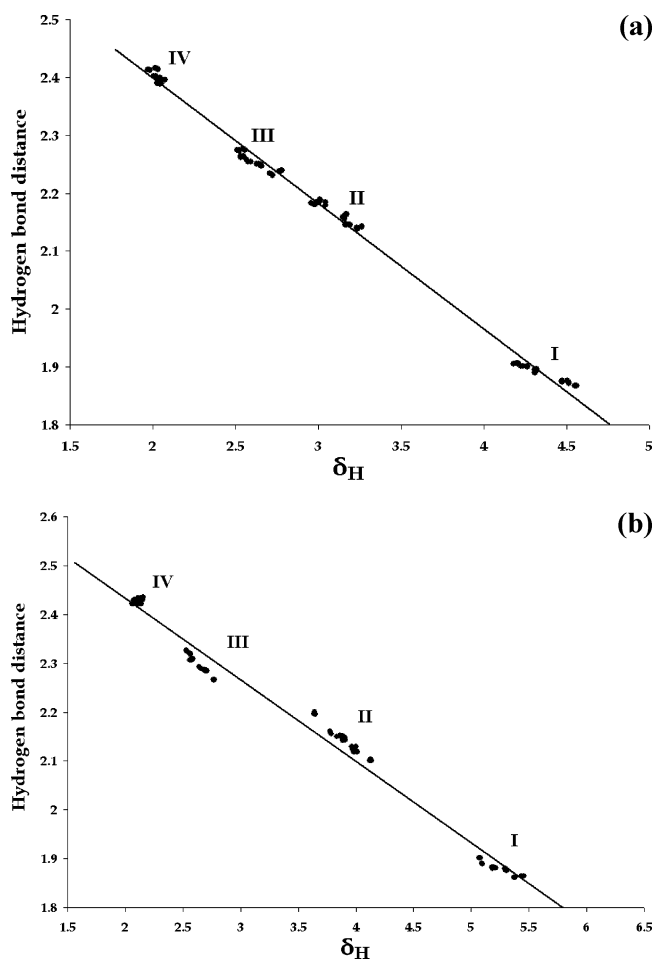 (a)
2.5
IV
2.4
2.3
III
2.2
II
2.1
2
1.9
I
1.8
1.5 2 2.5 3 3.5 4 4.5 5
Hydrogen bond distance
δH
(b)
2.6
2.5
IV
2.4
III
2.3
2.2
II
2.1
2
1.9
I
1.8
1.5 2 2.5 3 3.5 4 4.5 5 5.5 6 6.5
Hydrogen bond distance
δH